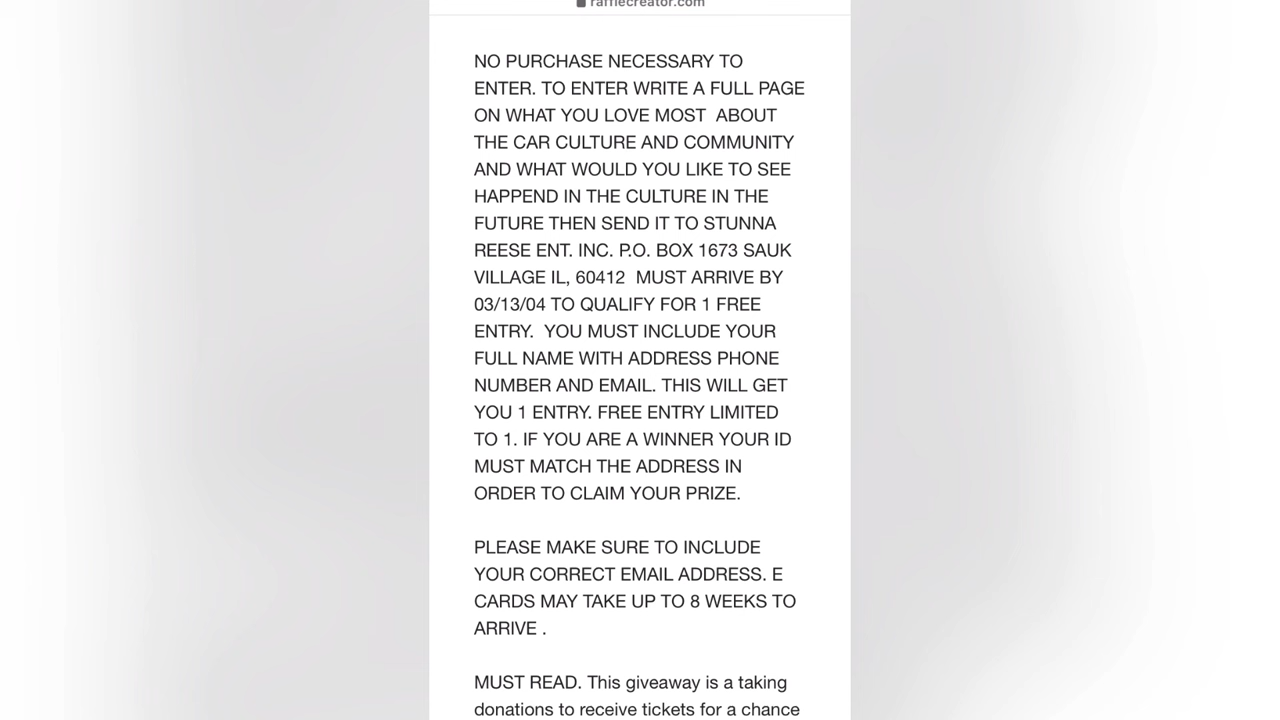 rafflecreator.com
NO PURCHASE NECESSARY TO
ENTER. TO ENTER WRITE A FULL PAGE
ON WHAT YOU LOVE MOST  ABOUT
THE CAR CULTURE AND COMMUNITY
AND WHAT WOULD YOU LIKE TO SEE
HAPPEND IN THE CULTURE IN THE
FUTURE THEN SEND IT TO STUNNA
REESE ENT. INC. P.O. BOX 1673 SAUK
VILLAGE IL, 60412  MUST ARRIVE BY
03/13/04 TO QUALIFY FOR 1 FREE
ENTRY.  YOU MUST INCLUDE YOUR
FULL NAME WITH ADDRESS PHONE
NUMBER AND EMAIL. THIS WILL GET
YOU 1 ENTRY. FREE ENTRY LIMITED
TO 1. IF YOU ARE A WINNER YOUR ID
MUST MATCH THE ADDRESS IN
ORDER TO CLAIM YOUR PRIZE.
PLEASE MAKE SURE TO INCLUDE
YOUR CORRECT EMAIL ADDRESS. E
CARDS MAY TAKE UP TO 8 WEEKS TO
ARRIVE .
MUST READ. This giveaway is a taking
donations to receive tickets for a chance